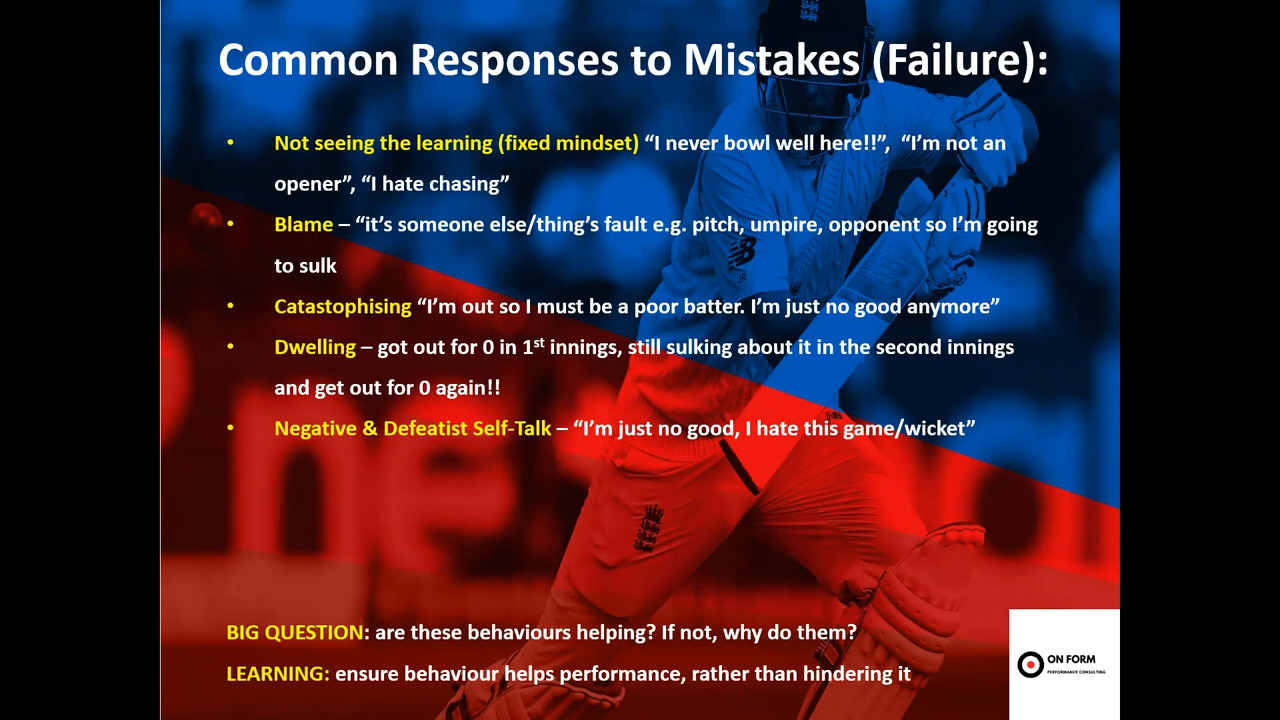 Common Responses to Mistakes (Failure):
• Not seeing the learning (fixed mindset) “I never bowl well here!!”, “I’m not an
opener”, “I hate chasing”
• Blame – “it’s someone else/thing’s fault e.g. pitch, umpire, opponent so I’m going
to sulk
• Catastophising “I’m out so I must be a poor batter. I’m just no good anymore”
• Dwelling – got out for 0 in 1st innings, still sulking about it in the second innings
and get out for 0 again!!
• Negative & Defeatist Self-Talk – “I’m just no good, I hate this game/wicket”
BIG QUESTION: are these behaviours helping? If not, why do them?
LEARNING: ensure behaviour helps performance, rather than hindering it
ON FORM
PERFORMANCE CONSULTING
JR